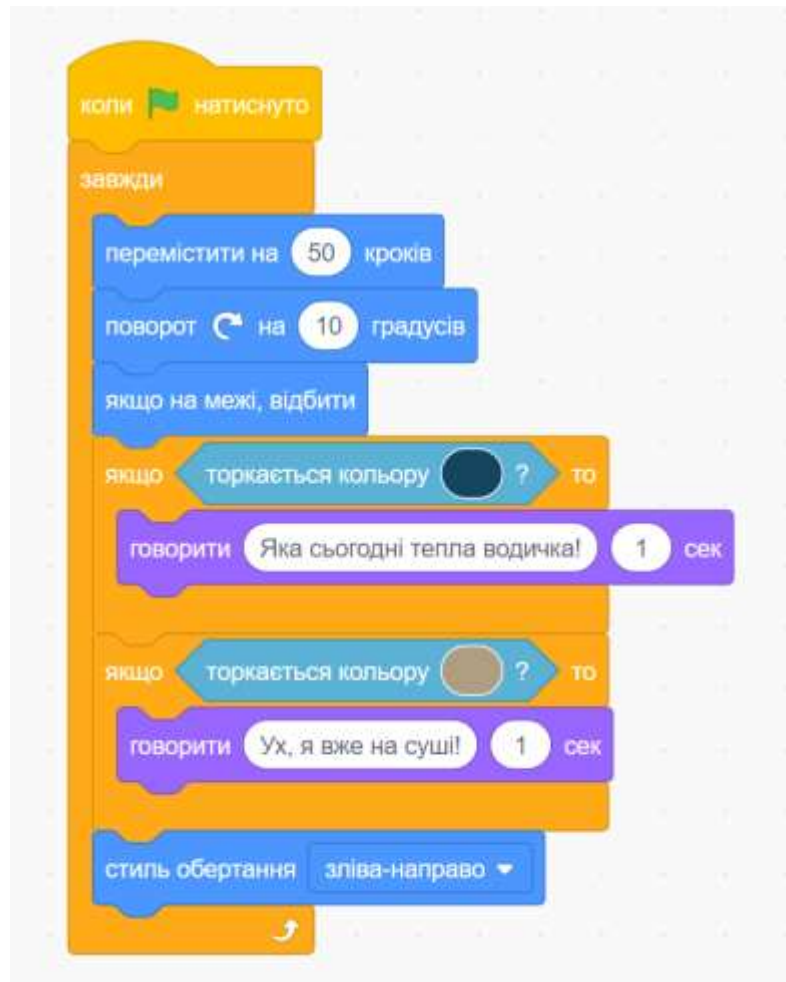 коли натиснуто
завжди
перемістити на 50 кроків
поворот на 10 градусів
якщо на межі, відбити
якщо торкається кольору ? то
говорити Яка сьогодні тепла водичка! 1 сек
якщо торкається кольору ? то
говорити Ух, я вже на суші! 1 сек
стиль обертання зліва-направо